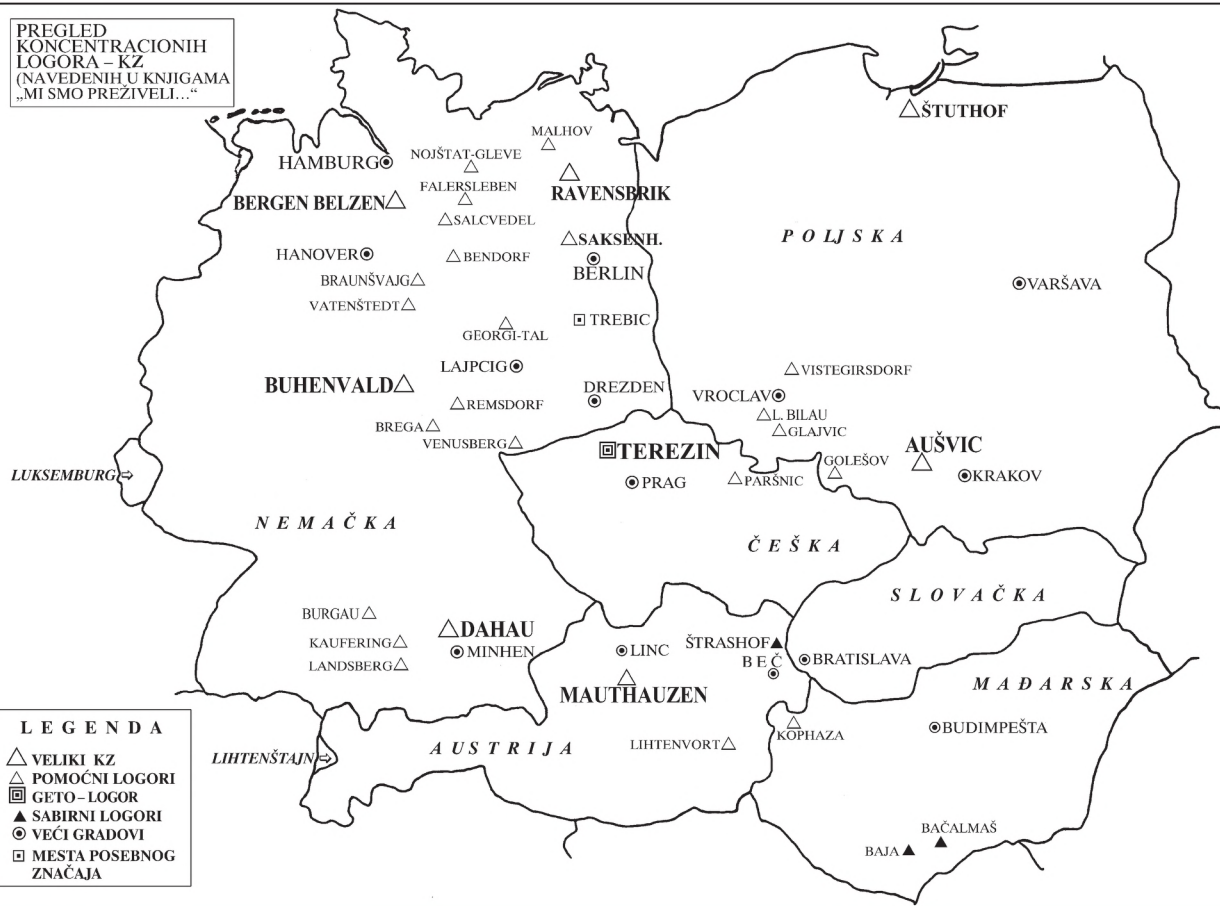 PREGLED
KONCENTRACIONIH
LOGORA – KZ
(NAVEDENIH U KNJIGAMA
„MI SMO PREŽIVELI...“
ŠTUTHOF
MALHOV
HAMBURG
NOJŠTAT-GLEVE
RAVENSBRIK
FALERSLEBEN
BERGEN BELZEN
SALCVEDEL
POLJSKA
SAKSENH.
HANOVER
BENDORF
BERLIN
BRAUNŠVAJG
VARŠAVA
VATENŠTEDT
TREBIC
GEORGI-TAL
LAJPCIG
VISTEGIRSDORF
BUHENVALD
DREZDEN
VROCLAV
REMSDORF
L. BILAU
BREGA
GLAJVIC
VENUSBERG
TEREZIN
AUŠVIC
GOLEŠOV
LUKSEMBURG⇨
PRAG
PARŠNIC
KRAKOV
NEMAČKA
ČEŠKA
SLOVAČKA
BURGAU
DAHAU
KAUFERING
ŠTRASHOF
MINHEN
LINC
BEČ
BRATISLAVA
LANDSBERG
MAUTHAUZEN
MAĐARSKA
KOPHAZA
BUDIMPEŠTA
AUSTRIJA
LIHTENVORT
LIHTENŠTAJN⇨
LEGENDA
VELIKI KZ
POMOĆNI LOGORI
GETO – LOGOR
SABIRNI LOGORI
VEĆI GRADOVI
MESTA POSEBNOG
ZNAČAJA
BAČALMAŠ
BAJA